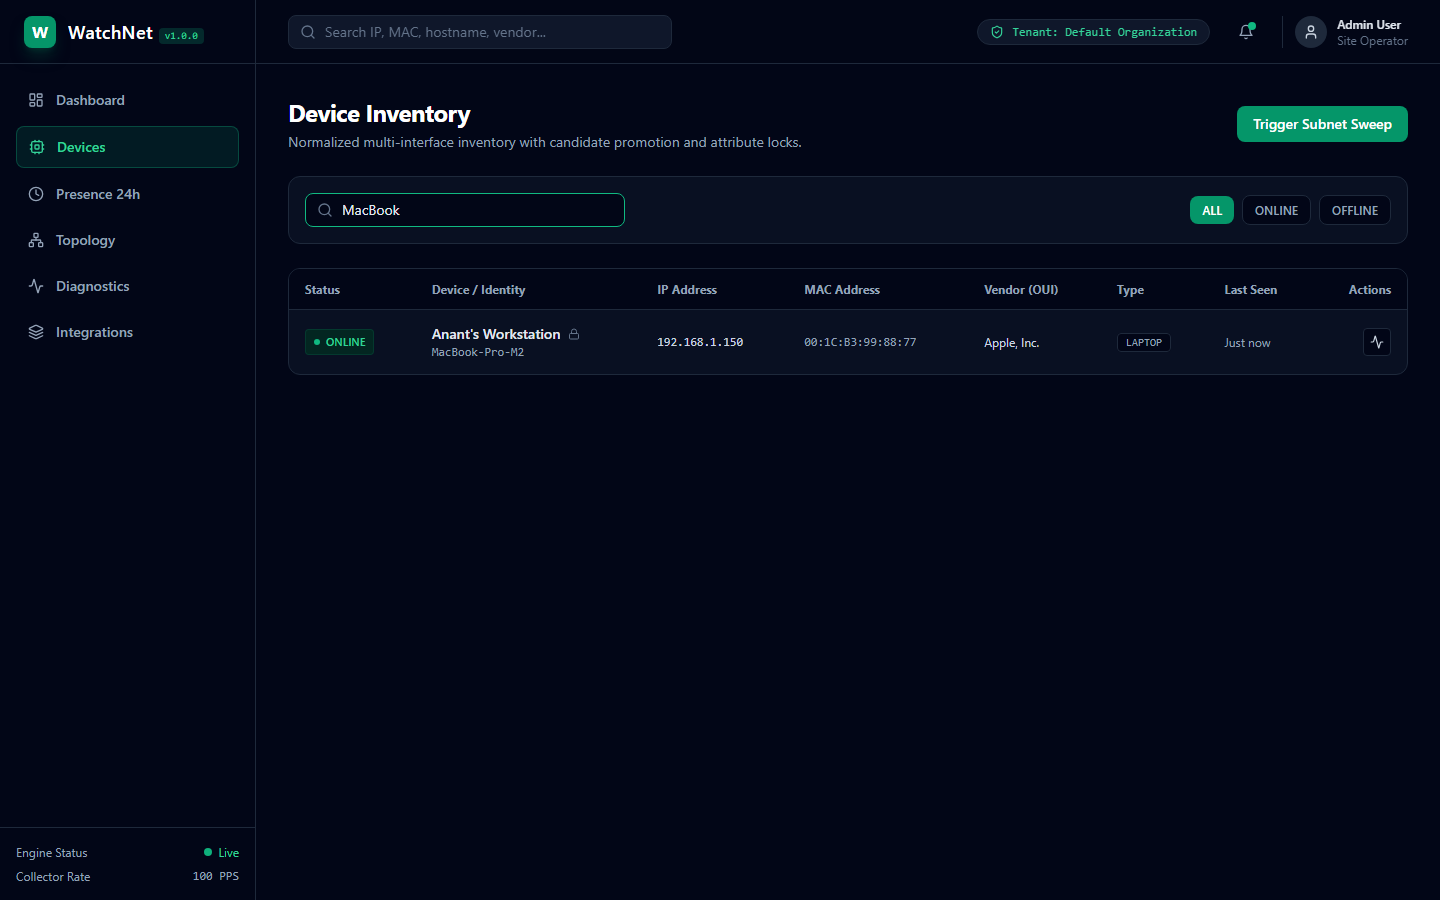 W WatchNet v1.0.0
Search IP, MAC, hostname, vendor...
Tenant: Default Organization
Admin User
Site Operator
Dashboard
Devices
Presence 24h
Topology
Diagnostics
Integrations
Engine Status Live
Collector Rate 100 PPS
Device Inventory
Normalized multi-interface inventory with candidate promotion and attribute locks.
Trigger Subnet Sweep
MacBook
ALL ONLINE OFFLINE
Status Device / Identity IP Address MAC Address Vendor (OUI) Type Last Seen Actions
ONLINE Anant's Workstation 192.168.1.150 00:1C:B3:99:88:77 Apple, Inc. LAPTOP Just now
MacBook-Pro-M2